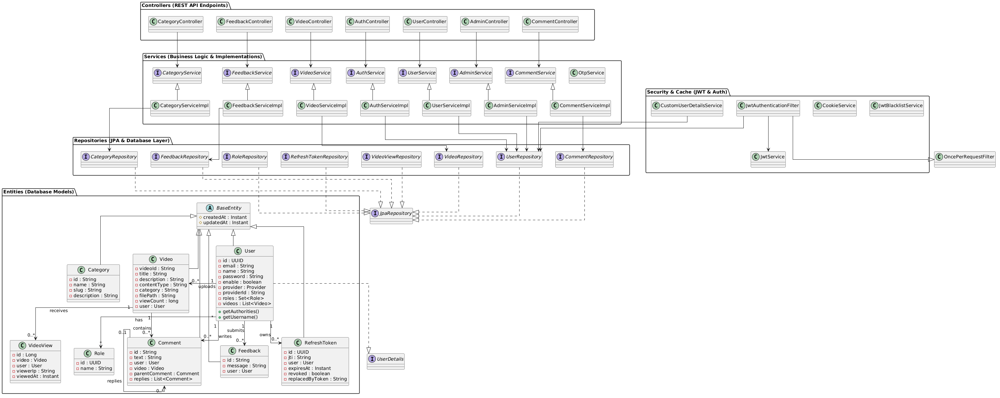 Controllers (REST API Endpoints)
C CategoryController
C FeedbackController
C VideoController
C AuthController
C UserController
C AdminController
C CommentController
Services (Business Logic & Implementations)
I CategoryService
I FeedbackService
I VideoService
I AuthService
I UserService
I AdminService
I CommentService
C OtpService
C CategoryServiceImpl
C FeedbackServiceImpl
C VideoServiceImpl
C AuthServiceImpl
C UserServiceImpl
C AdminServiceImpl
C CommentServiceImpl
Security & Cache (JWT & Auth)
C CustomUserDetailsService
C JwtAuthenticationFilter
C CookieService
C JwtBlacklistService
C JwtService
C OncePerRequestFilter
Repositories (JPA & Database Layer)
I CategoryRepository
I FeedbackRepository
I RoleRepository
I RefreshTokenRepository
I VideoViewRepository
I VideoRepository
I UserRepository
I CommentRepository
I JpaRepository
Entities (Database Models)
A BaseEntity
createdAt : Instant
updatedAt : Instant
C Category
id : String
name : String
slug : String
description : String
C Video
videoId : String
title : String
description : String
contentType : String
category : String
filePath : String
viewCount : long
user : User
C User
id : UUID
email : String
name : String
password : String
enable : boolean
provider : Provider
providerId : String
roles : Set<Role>
videos : List<Video>
getAuthorities()
getUsername()
0..* 1
uploads
1
receives
0..*
*
has
*
1
contains
0..*
1
writes
0..*
1
submits
0..*
1
owns
0..*
0..1
replies
0..*
C VideoView
id : Long
video : Video
user : User
viewerIp : String
viewedAt : Instant
C Role
id : UUID
name : String
C Comment
id : String
text : String
user : User
video : Video
parentComment : Comment
replies : List<Comment>
C Feedback
id : String
message : String
user : User
C RefreshToken
id : UUID
jti : String
user : User
expiresAt : Instant
revoked : boolean
replacedByToken : String
I UserDetails